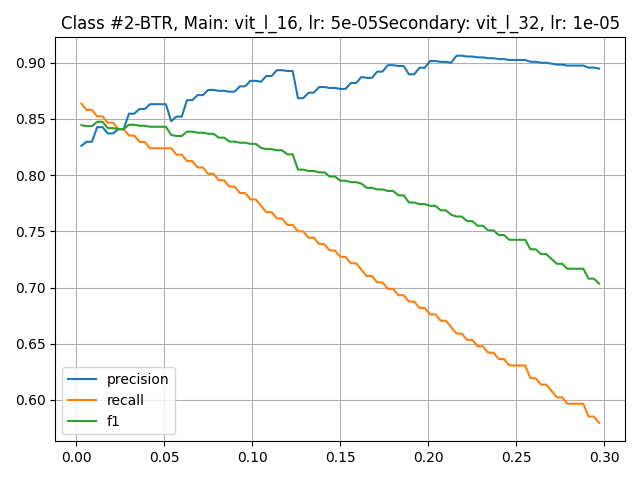 Class #2-BTR, Main: vit_l_16, lr: 5e-05Secondary: vit_l_32, lr: 1e-05
0.90
0.85
0.80
0.75
0.70
0.65
0.60
precision
recall
f1
0.00 0.05 0.10 0.15 0.20 0.25 0.30